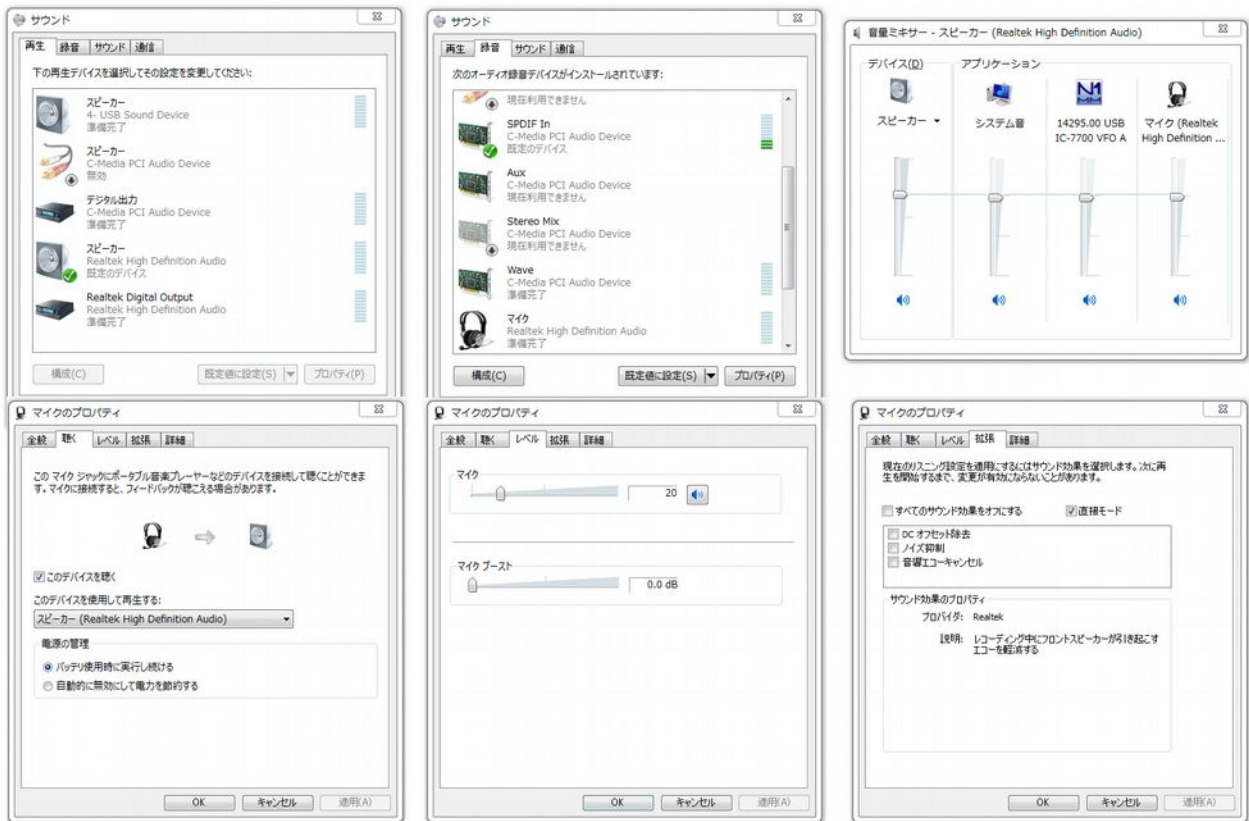 サウンド
再生 録音 サウンド 通信
下の再生デバイスを選択してその設定を変更してください:
スピーカー
4- USB Sound Device
準備完了
スピーカー
C-Media PCI Audio Device
無効
デジタル出力
C-Media PCI Audio Device
準備完了
スピーカー
Realtek High Definition Audio
既定のデバイス
Realtek Digital Output
Realtek High Definition Audio
準備完了
構成(C) 既定値に設定(S) プロパティ(P)
サウンド
再生 録音 サウンド 通信
次のオーディオ録音デバイスがインストールされています:
現在利用できません
SPDIF In
C-Media PCI Audio Device
既定のデバイス
Aux
C-Media PCI Audio Device
現在利用できません
Stereo Mix
C-Media PCI Audio Device
現在利用できません
Wave
C-Media PCI Audio Device
準備完了
マイク
Realtek High Definition Audio
準備完了
構成(C) 既定値に設定(S) プロパティ(P)
音量ミキサー - スピーカー (Realtek High Definition Audio)
デバイス(D) アプリケーション
N1
MM
スピーカー
システム音
14295.00 USB
IC-7700 VFO A
マイク (Realtek
High Definition ...
マイクのプロパティ
全般 聴く レベル 拡張 詳細
この マイク ジャックにポータブル音楽プレーヤーなどのデバイスを接続して聴くことができま
す。マイクに接続すると、フィードバックが聴こえる場合があります。
このデバイスを聴く
このデバイスを使用して再生する:
スピーカー (Realtek High Definition Audio)
電源の管理
バッテリ使用時に実行し続ける
自動的に無効にして電力を節約する
OK キャンセル 適用(A)
マイクのプロパティ
全般 聴く レベル 拡張 詳細
マイク
20
マイク ブースト
0.0 dB
OK キャンセル 適用(A)
マイクのプロパティ
全般 聴く レベル 拡張 詳細
現在のリスニング設定を適用にするにはサウンド効果を選択します。次に再
生を開始するまで、変更が有効にならないことがあります。
すべてのサウンド効果をオフにする 直接モード
DC オフセット除去
ノイズ抑制
音響エコーキャンセル
サウンド効果のプロパティ
プロバイダ: Realtek
説明: レコーディング中にフロントスピーカーが引き起こす
エコーを軽減する
OK キャンセル 適用(A)